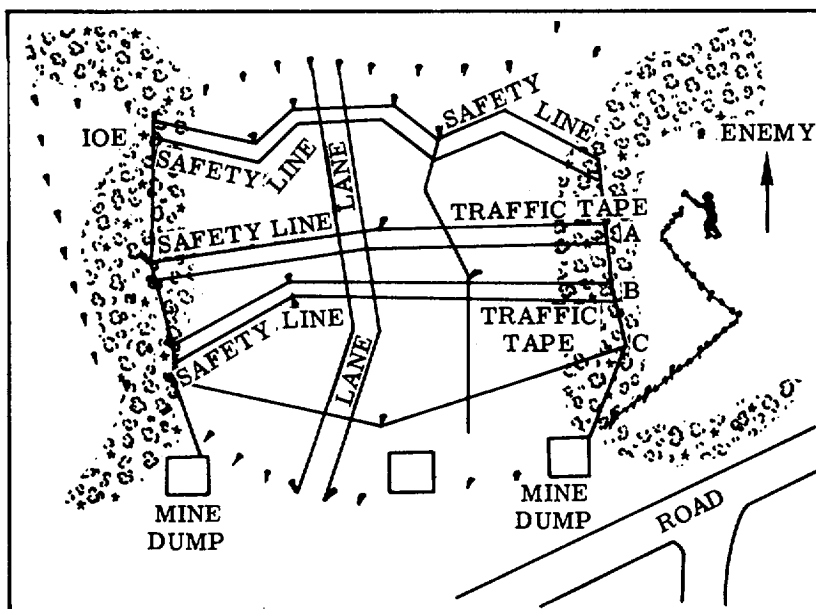 SAFETY
LINE
IOE
SAFETY LINE
ENEMY
LANE
TRAFFIC TAPE
SAFETY LINE
A
B
SAFETY LINE
TRAFFIC
TAPE
C
LANE
MINE
DUMP
MINE
DUMP
ROAD